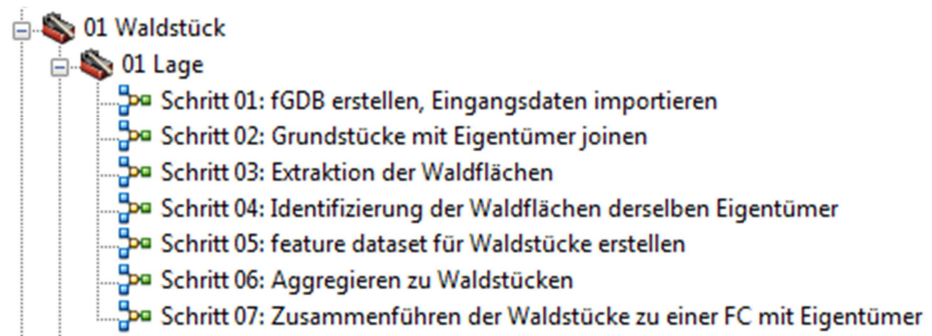 01 Waldstück
01 Lage
Schritt 01: fGDB erstellen, Eingangsdaten importieren
Schritt 02: Grundstücke mit Eigentümer joinen
Schritt 03: Extraktion der Waldflächen
Schritt 04: Identifizierung der Waldflächen derselben Eigentümer
Schritt 05: feature dataset für Waldstücke erstellen
Schritt 06: Aggregieren zu Waldstücken
Schritt 07: Zusammenführen der Waldstücke zu einer FC mit Eigentümer